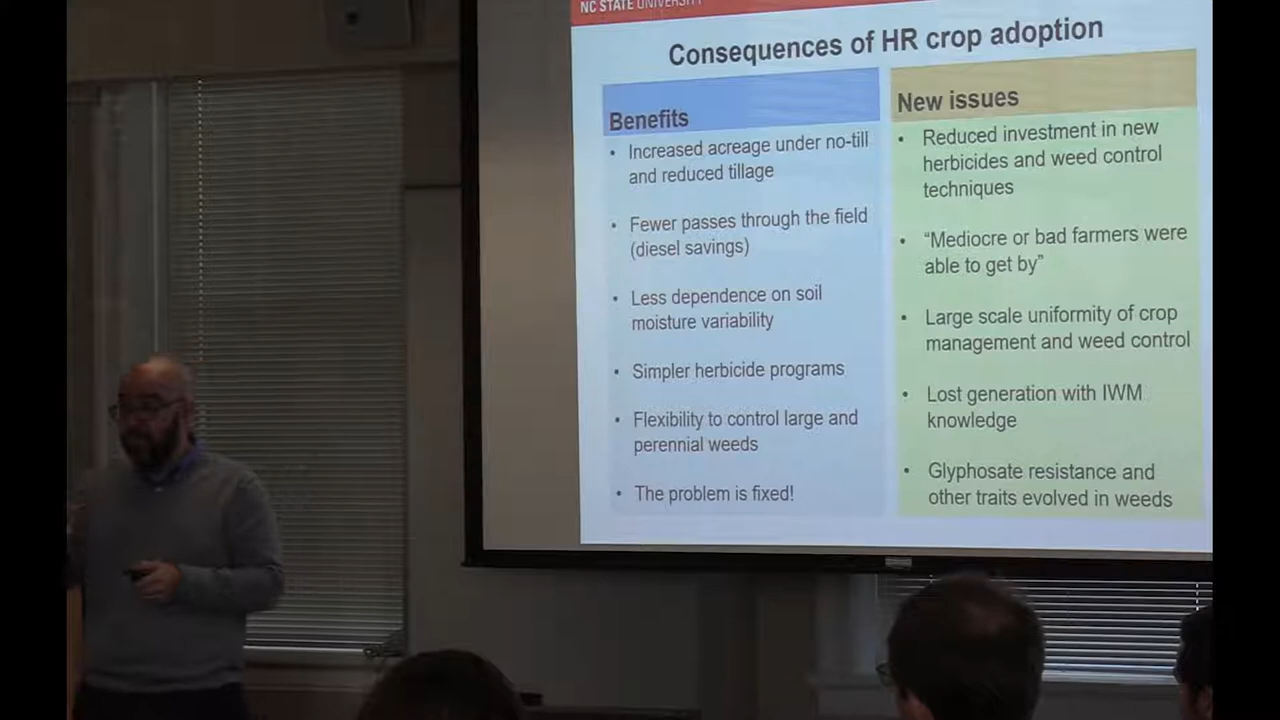 NC STATE UNIVERSITY
Consequences of HR crop adoption
Benefits
• Increased acreage under no-till
and reduced tillage
• Fewer passes through the field
(diesel savings)
• Less dependence on soil
moisture variability
• Simpler herbicide programs
• Flexibility to control large and
perennial weeds
• The problem is fixed!
New issues
• Reduced investment in new
herbicides and weed control
techniques
• “Mediocre or bad farmers were
able to get by”
• Large scale uniformity of crop
management and weed control
• Lost generation with IWM
knowledge
• Glyphosate resistance and
other traits evolved in weeds